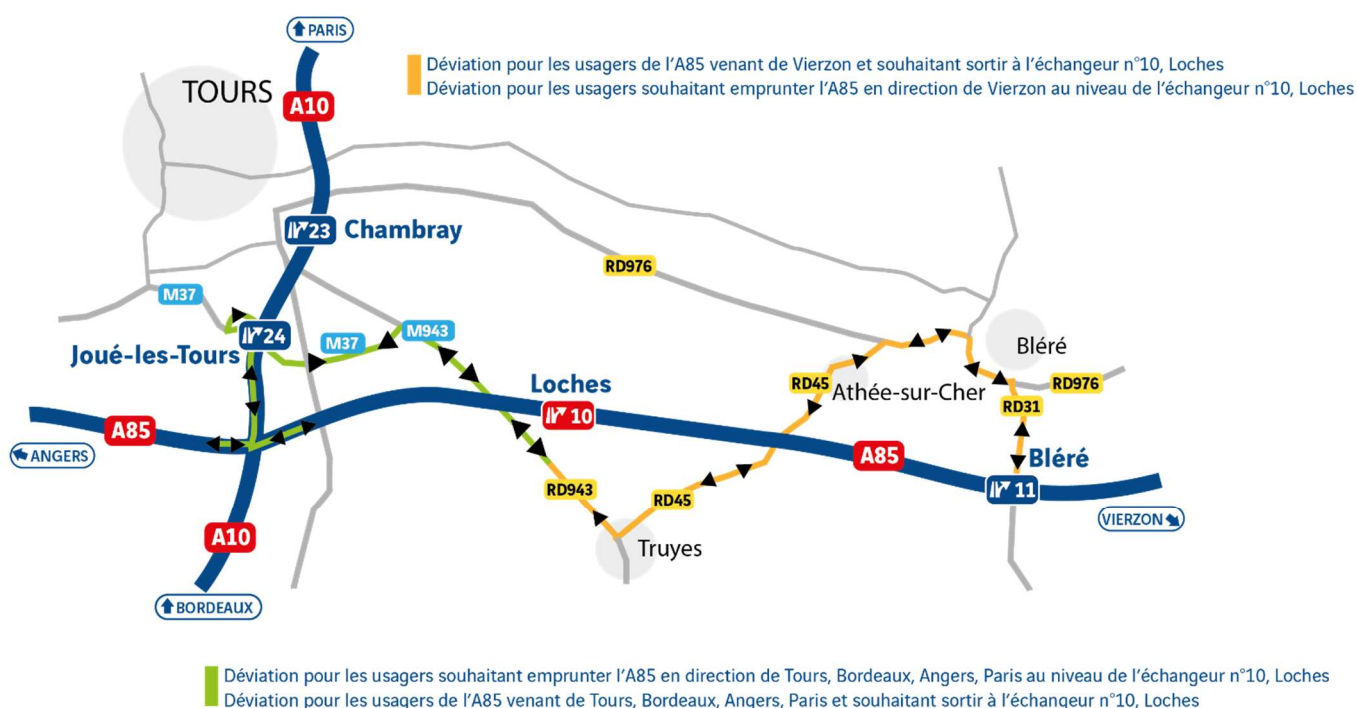 PARIS
Déviation pour les usagers de l'A85 venant de Vierzon et souhaitant sortir à l'échangeur n°10, Loches
Déviation pour les usagers souhaitant emprunter l'A85 en direction de Vierzon au niveau de l'échangeur n°10, Loches
TOURS
A10
23 Chambray
RD976
M37
24
M37
M943
Joué-les-Tours
Bléré
Loches
10
RD45
Athée-sur-Cher
RD976
RD31
A85
ANGERS
A85
Bléré
11
RD943
RD45
VIERZON
A10
Truyes
BORDEAUX
Déviation pour les usagers souhaitant emprunter l'A85 en direction de Tours, Bordeaux, Angers, Paris au niveau de l'échangeur n°10, Loches
Déviation pour les usagers de l'A85 venant de Tours, Bordeaux, Angers, Paris et souhaitant sortir à l'échangeur n°10, Loches